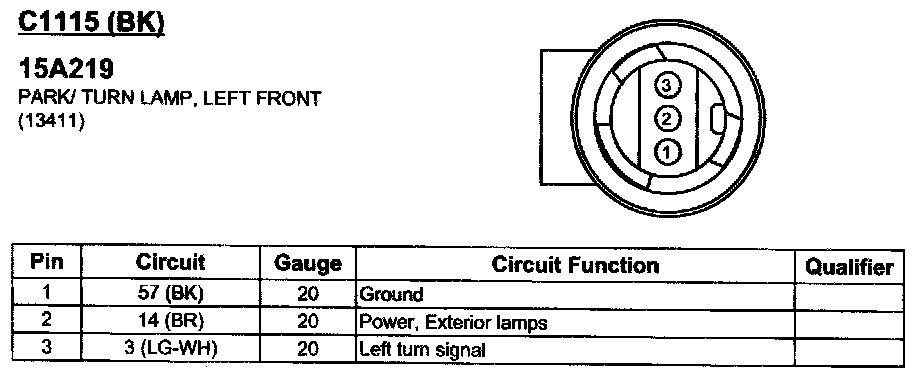 C1115 (BK)
15A219
PARK/ TURN LAMP, LEFT FRONT
(13411)
3
2
1
Pin Circuit Gauge Circuit Function Qualifier
1 57 (BK) 20 Ground
2 14 (BR) 20 Power, Exterior lamps
3 3 (LG-WH) 20 Left turn signal